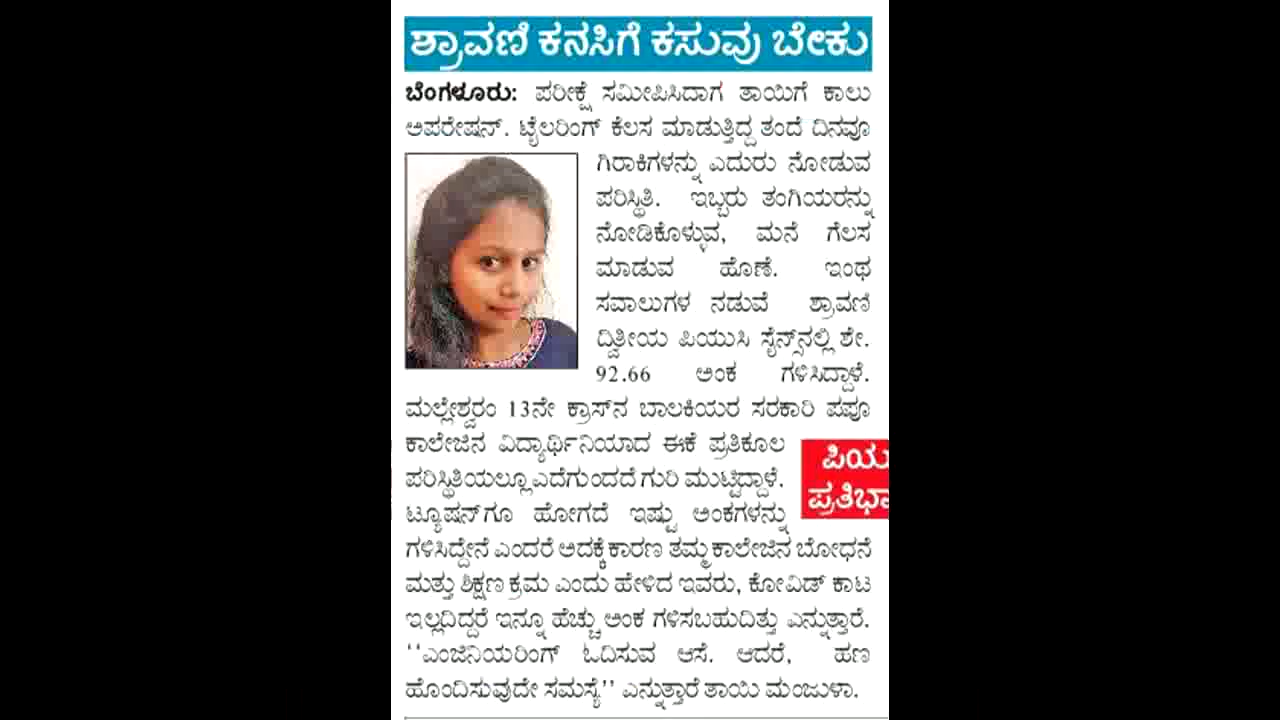 ಶ್ರಾವಣಿ ಕನಸಿಗೆ ಕಸುವು ಬೇಕು
ಬೆಂಗಳೂರು: ಪರೀಕ್ಷೆ ಸಮೀಪಿಸಿದಾಗ ತಾಯಿಗೆ ಕಾಲು
ಅಪರೇಷನ್. ಟೈಲರಿಂಗ್ ಕೆಲಸ ಮಾಡುತ್ತಿದ್ದ ತಂದೆ ದಿನವೂ
ಗಿರಾಕಿಗಳನ್ನು ಎದುರು ನೋಡುವ
ಪರಿಸ್ಥಿತಿ. ಇಬ್ಬರು ತಂಗಿಯರನ್ನು
ನೋಡಿಕೊಳ್ಳುವ, ಮನೆ ಗೆಲಸ
ಮಾಡುವ ಹೊಣೆ. ಇಂಥ
ಸವಾಲುಗಳ ನಡುವೆ ಶ್ರಾವಣಿ
ದ್ವಿತೀಯ ಪಿಯುಸಿ ಸೈನ್ಸ್‌ನಲ್ಲಿ ಶೇ.
92.66 ಅಂಕ ಗಳಿಸಿದ್ದಾಳೆ.
ಮಲ್ಲೇಶ್ವರಂ 13ನೇ ಕ್ರಾಸ್‌ನ ಬಾಲಕಿಯರ ಸರಕಾರಿ ಪಪೂ
ಕಾಲೇಜಿನ ವಿದ್ಯಾರ್ಥಿನಿಯಾದ ಈಕೆ ಪ್ರತಿಕೂಲ
ಪರಿಸ್ಥಿತಿಯಲ್ಲೂ ಎದೆಗುಂದದೆ ಗುರಿ ಮುಟ್ಟಿದ್ದಾಳೆ.
ಟ್ಯೂಷನ್‌ಗೂ ಹೋಗದೆ ಇಷ್ಟು ಅಂಕಗಳನ್ನು
ಗಳಿಸಿದ್ದೇನೆ ಎಂದರೆ ಅದಕ್ಕೆ ಕಾರಣ ತಮ್ಮ ಕಾಲೇಜಿನ ಬೋಧನೆ
ಮತ್ತು ಶಿಕ್ಷಣ ಕ್ರಮ ಎಂದು ಹೇಳಿದ ಇವರು, ಕೋವಿಡ್ ಕಾಟ
ಇಲ್ಲದಿದ್ದರೆ ಇನ್ನೂ ಹೆಚ್ಚು ಅಂಕ ಗಳಿಸಬಹುದಿತ್ತು ಎನ್ನುತ್ತಾರೆ.
''ಎಂಜಿನಿಯರಿಂಗ್ ಓದಿಸುವ ಆಸೆ. ಆದರೆ, ಹಣ
ಹೊಂದಿಸುವುದೇ ಸಮಸ್ಯೆ'' ಎನ್ನುತ್ತಾರೆ ತಾಯಿ ಮಂಜುಳಾ.
ಪಿಯು
ಪ್ರತಿಭಾ